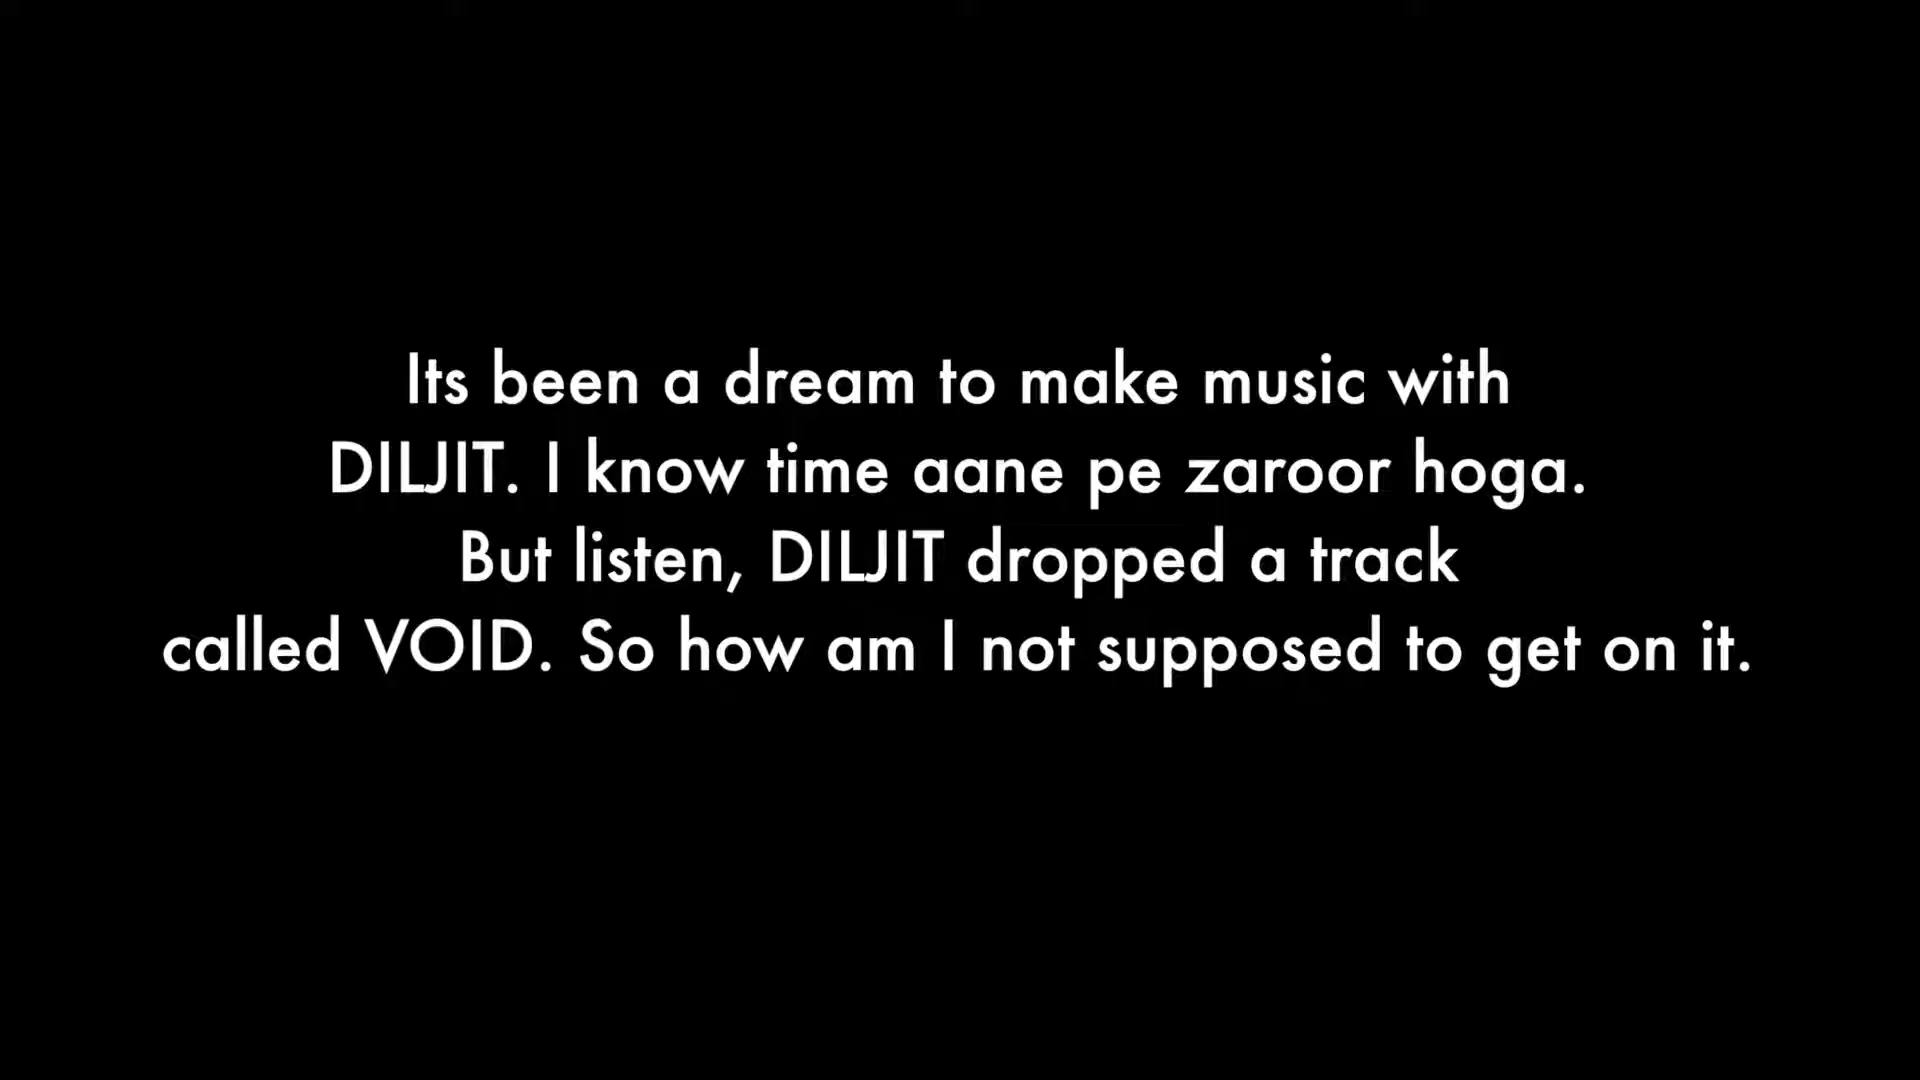 Its been a dream to make music with
DILJIT. I know time aane pe zaroor hoga.
But listen, DILJIT dropped a track
called VOID. So how am I not supposed to get on it.